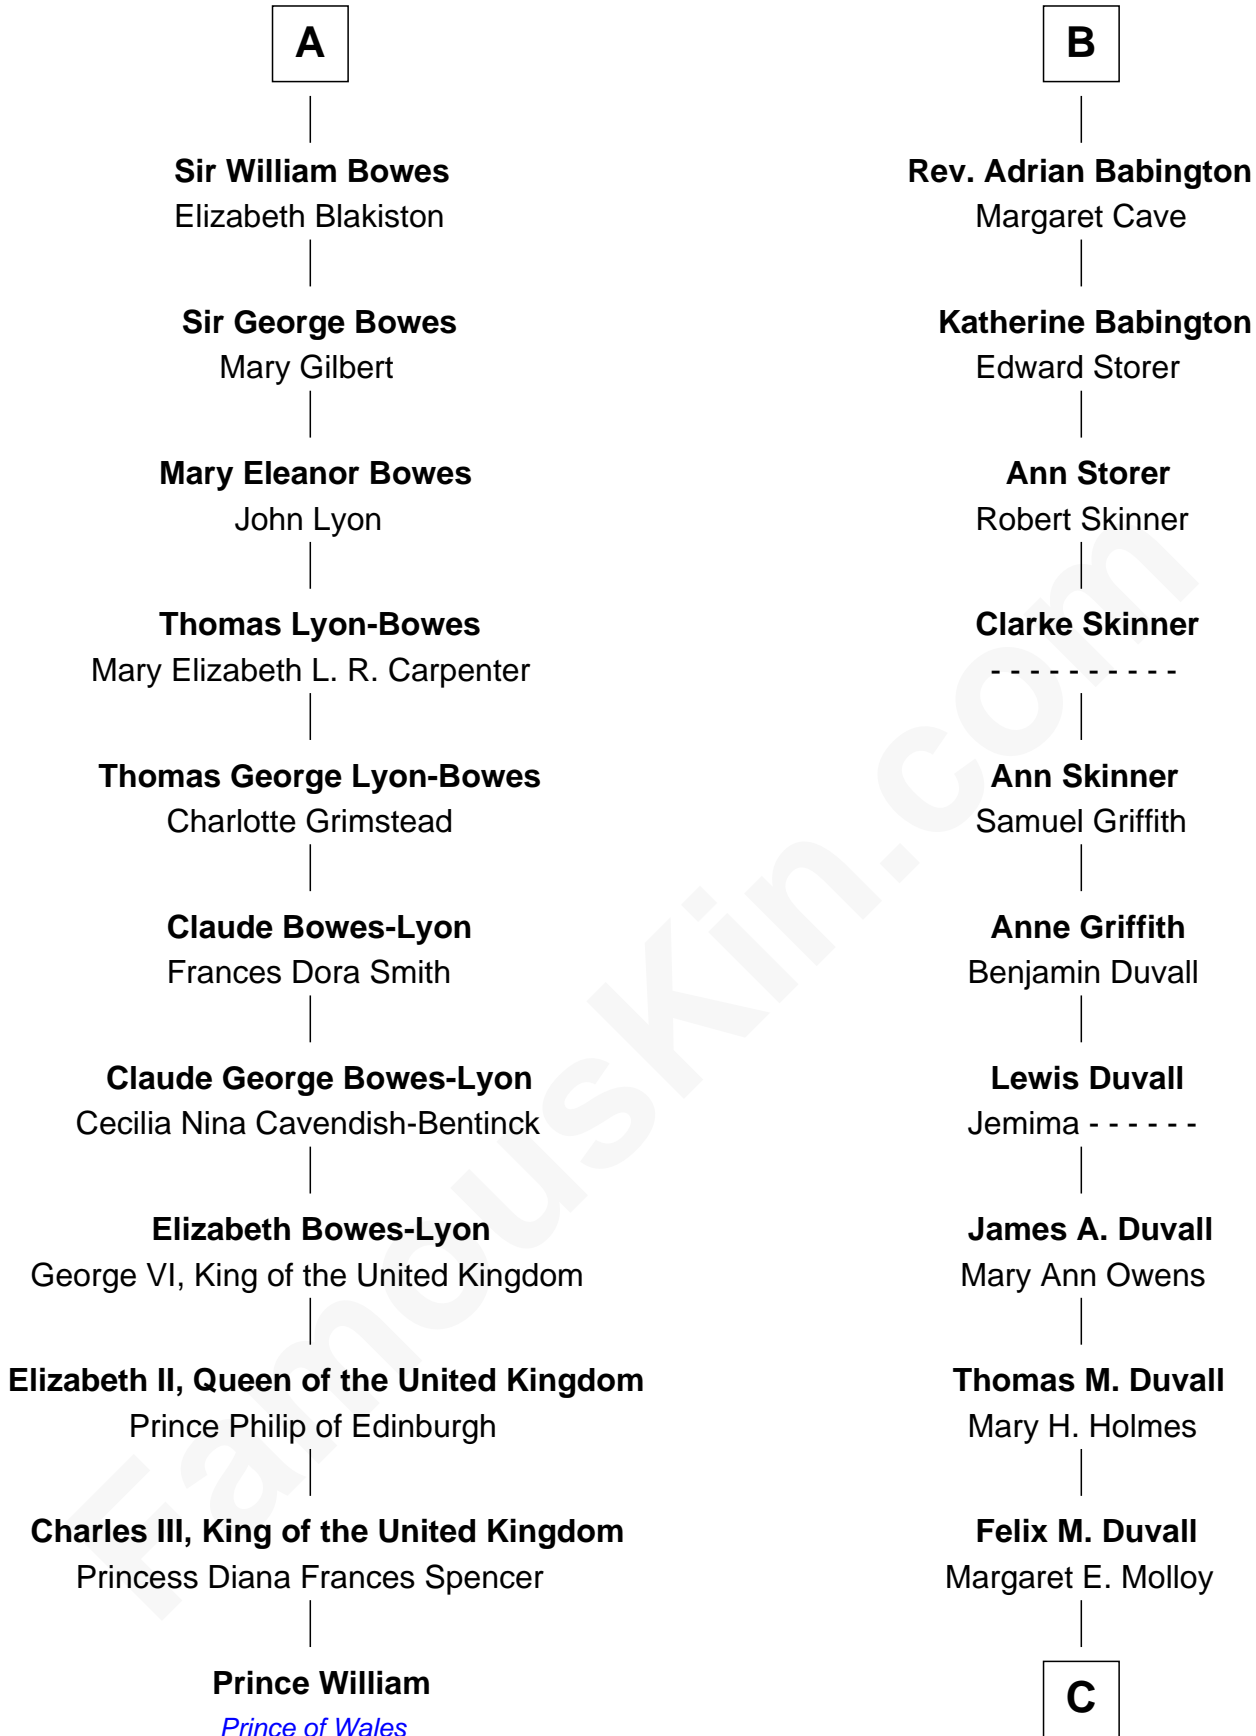 A
Sir William Bowes
Elizabeth Blakiston
Sir George Bowes
Mary Gilbert
Mary Eleanor Bowes
John Lyon
Thomas Lyon-Bowes
Mary Elizabeth L. R. Carpenter
Thomas George Lyon-Bowes
Charlotte Grimstead
Claude Bowes-Lyon
Frances Dora Smith
Claude George Bowes-Lyon
Cecilia Nina Cavendish-Bentinck
Elizabeth Bowes-Lyon
George VI, King of the United Kingdom
Elizabeth II, Queen of the United Kingdom
Prince Philip of Edinburgh
Charles III, King of the United Kingdom
Princess Diana Frances Spencer
Prince William
Prince of Wales
B
Rev. Adrian Babington
Margaret Cave
Katherine Babington
Edward Storer
Ann Storer
Robert Skinner
Clarke Skinner
- - - - - - - - - -
Ann Skinner
Samuel Griffith
Anne Griffith
Benjamin Duvall
Lewis Duvall
Jemima - - - - - -
James A. Duvall
Mary Ann Owens
Thomas M. Duvall
Mary H. Holmes
Felix M. Duvall
Margaret E. Molloy
C
FamousKin.com